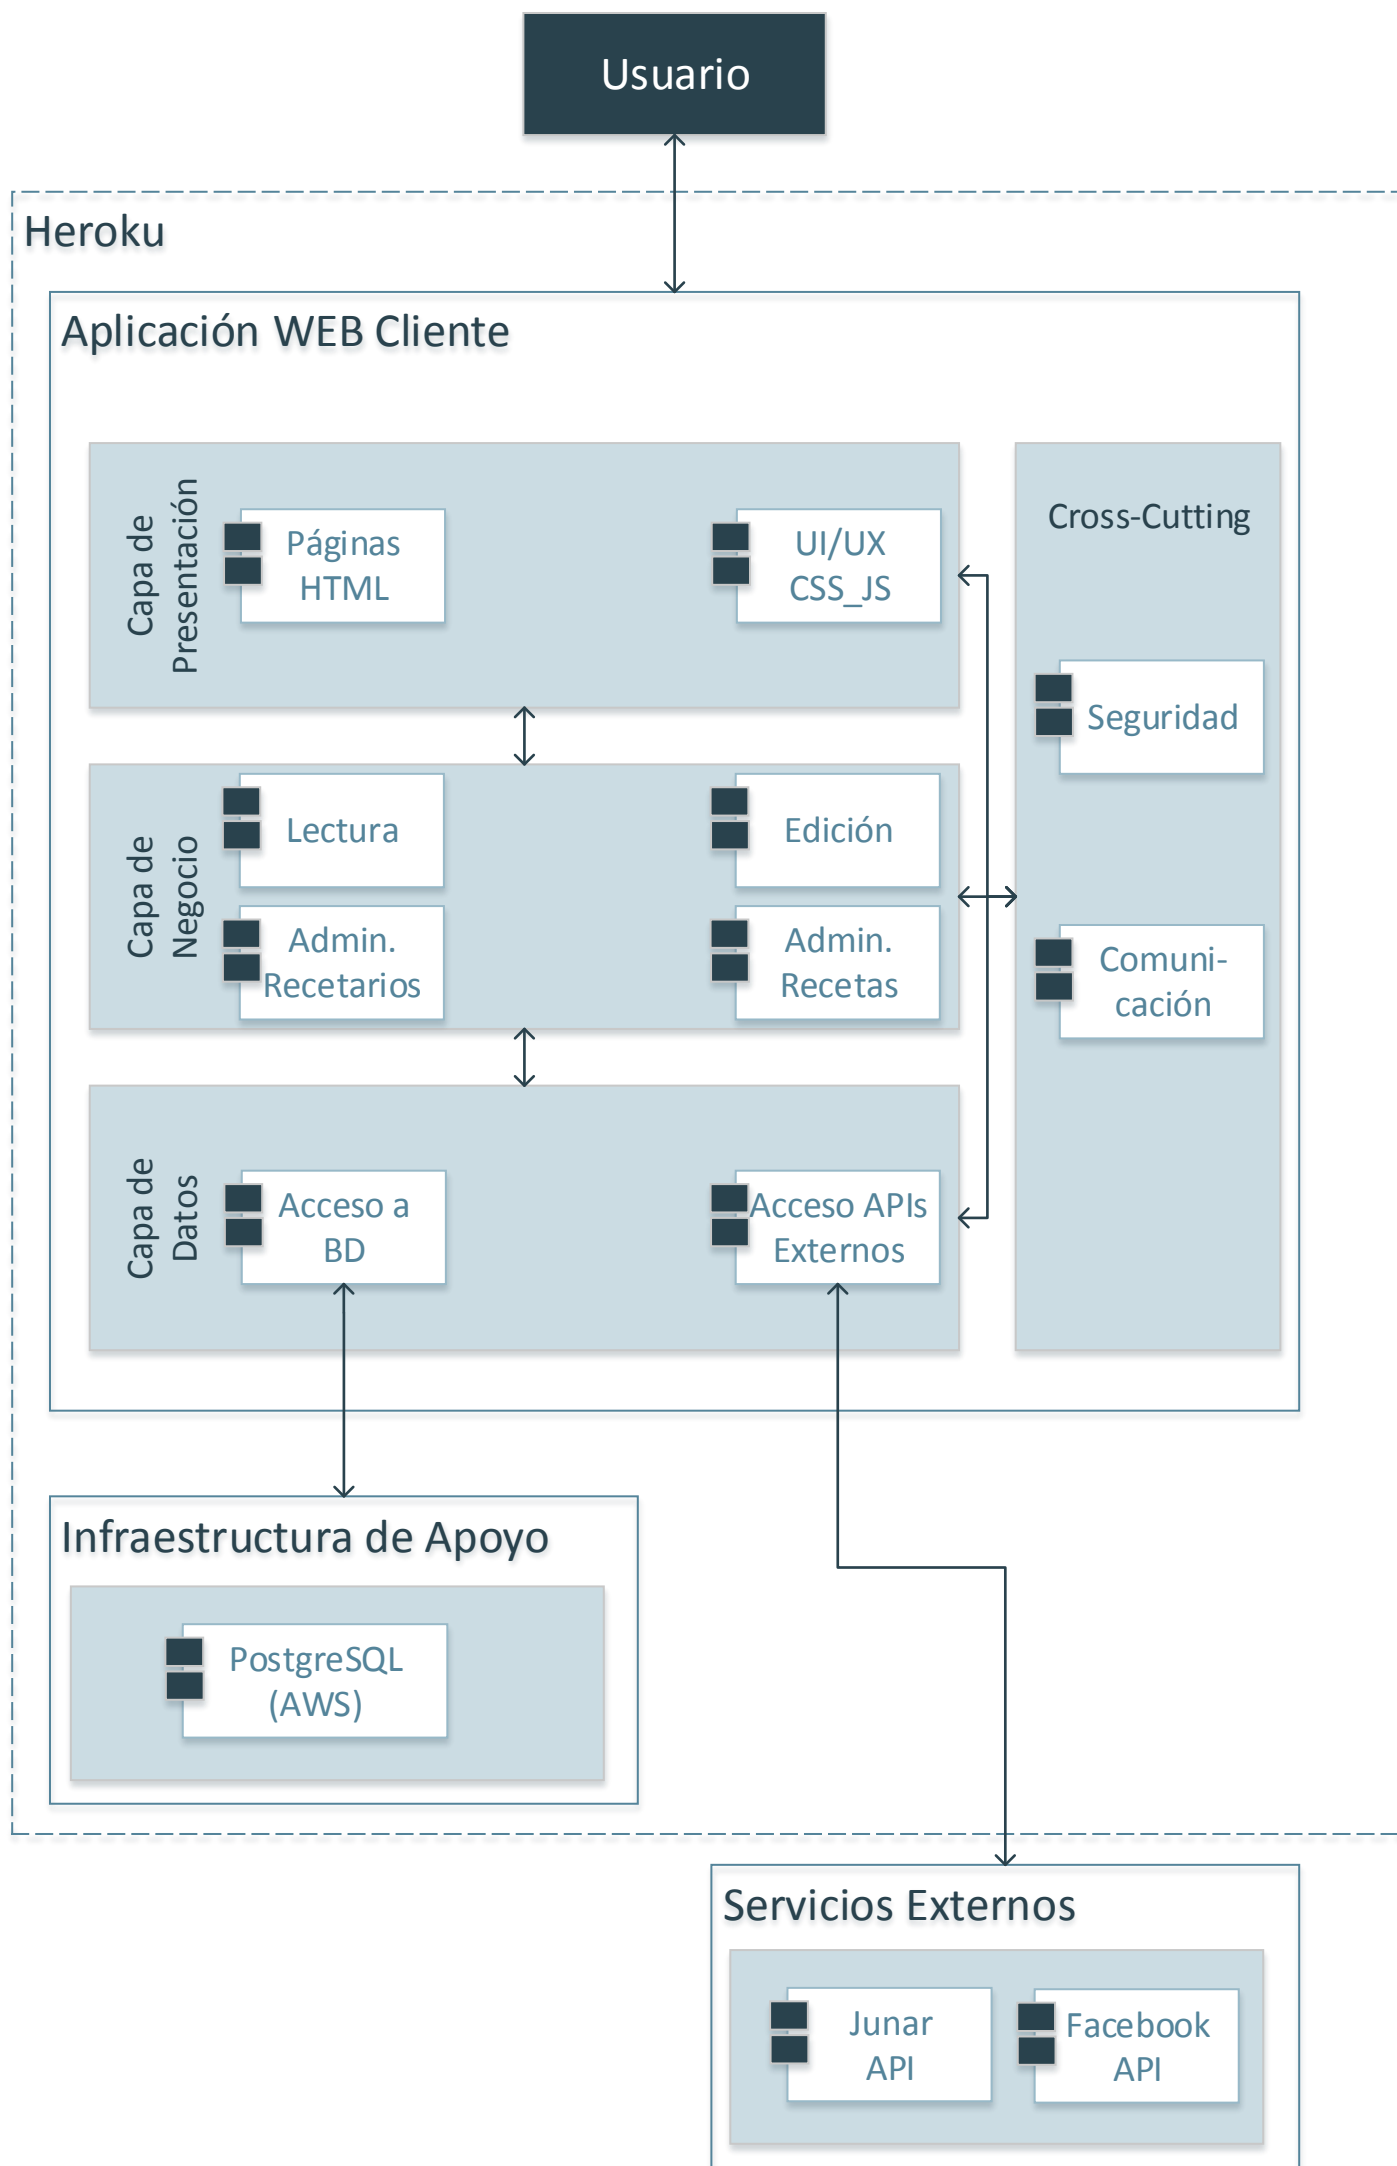 Usuario
Heroku
Aplicación WEB Cliente
Capa de
Presentación
Páginas
HTML
UI/UX
CSS_JS
Cross-Cutting
Seguridad
Comuni-
cación
Capa de
Negocio
Lectura
Edición
Admin.
Recetarios
Admin.
Recetas
Capa de
Datos
Acceso a
BD
Acceso APIs
Externos
Infraestructura de Apoyo
PostgreSQL
(AWS)
Servicios Externos
Junar
API
Facebook
API